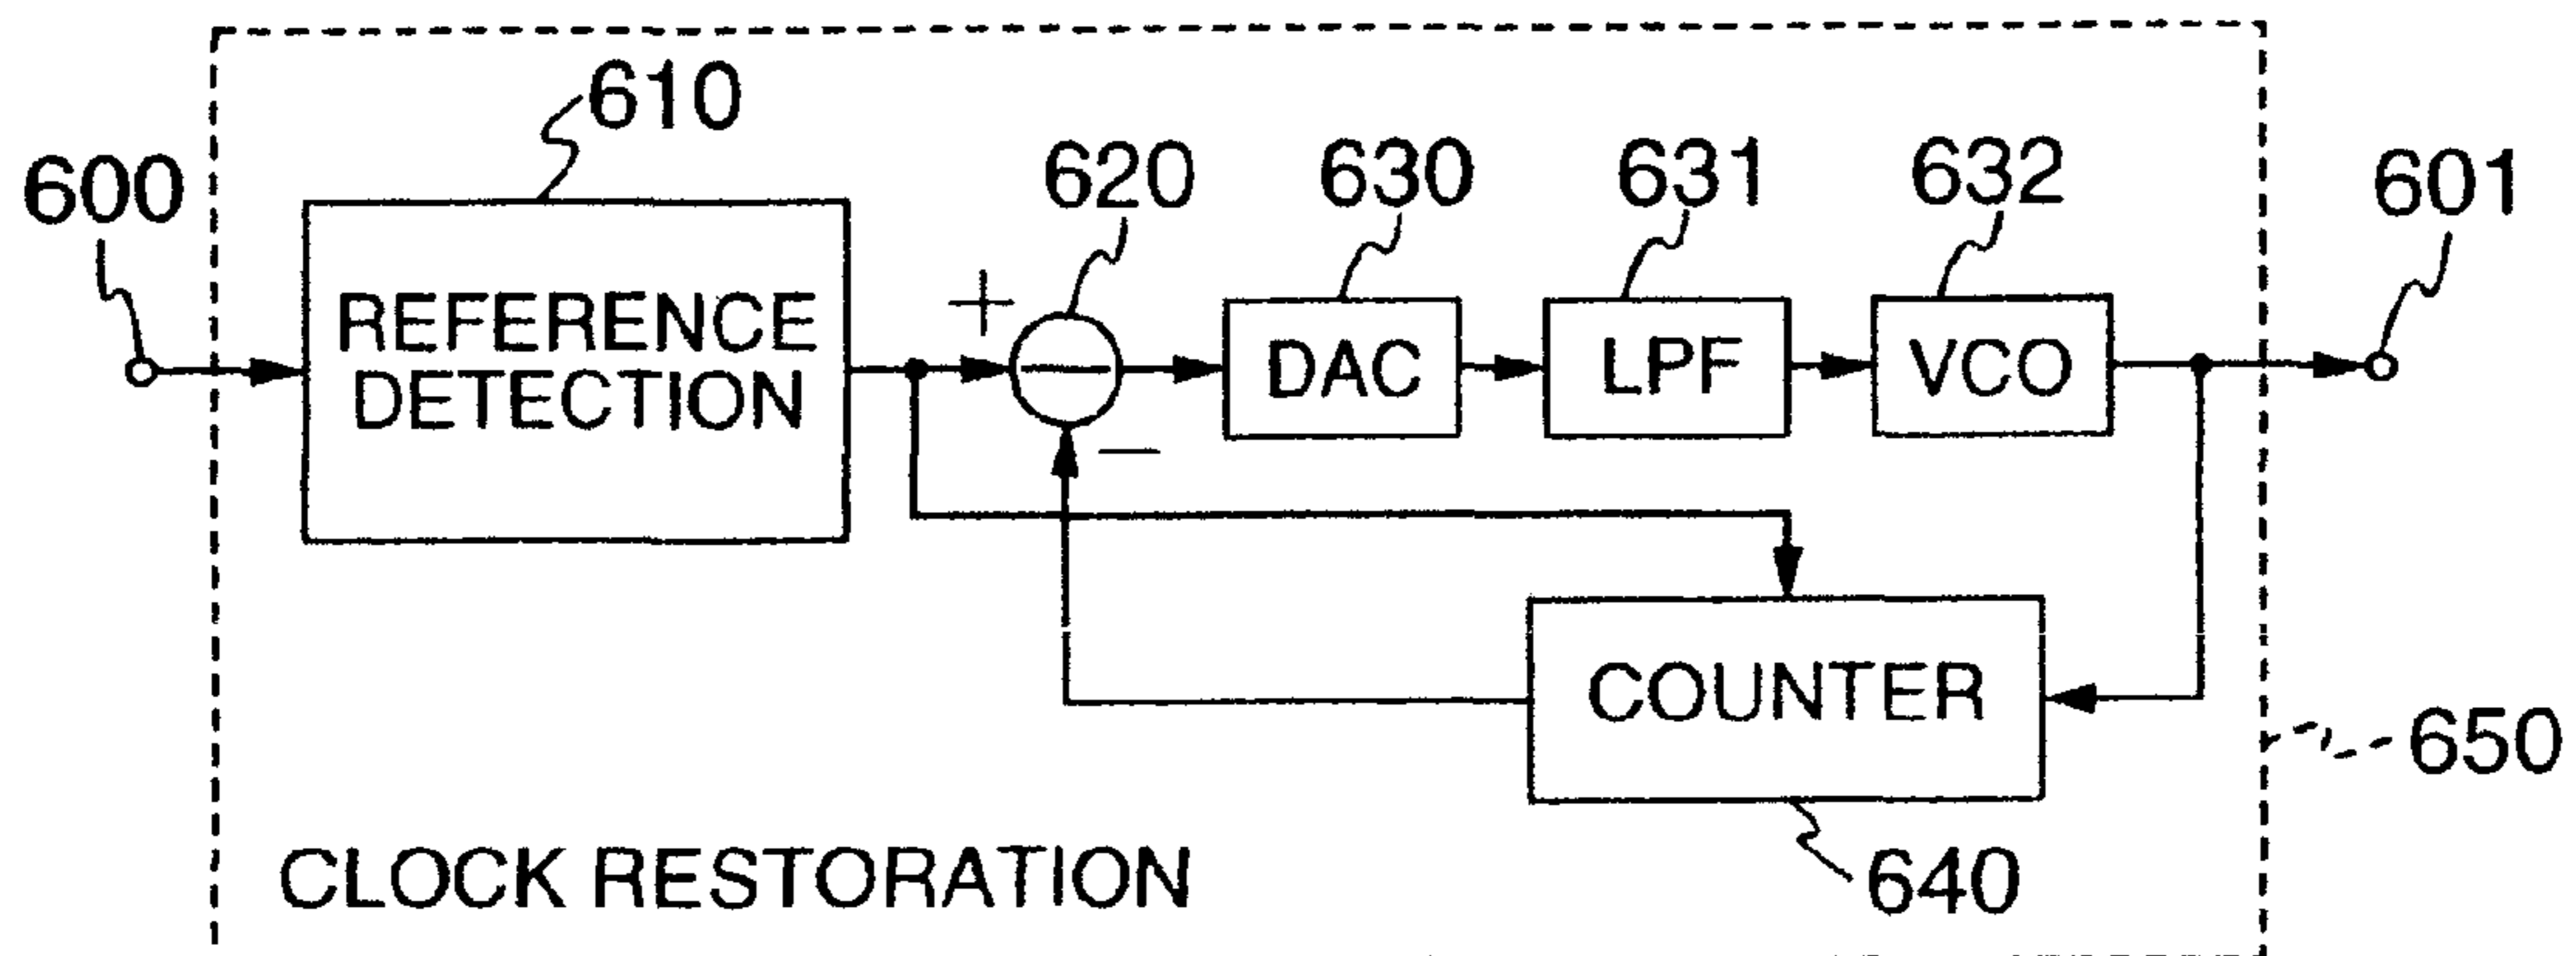 610
600
620
630
631
632
601
REFERENCE
DETECTION
+
−
DAC
LPF
VCO
−
COUNTER
650
640
CLOCK RESTORATION